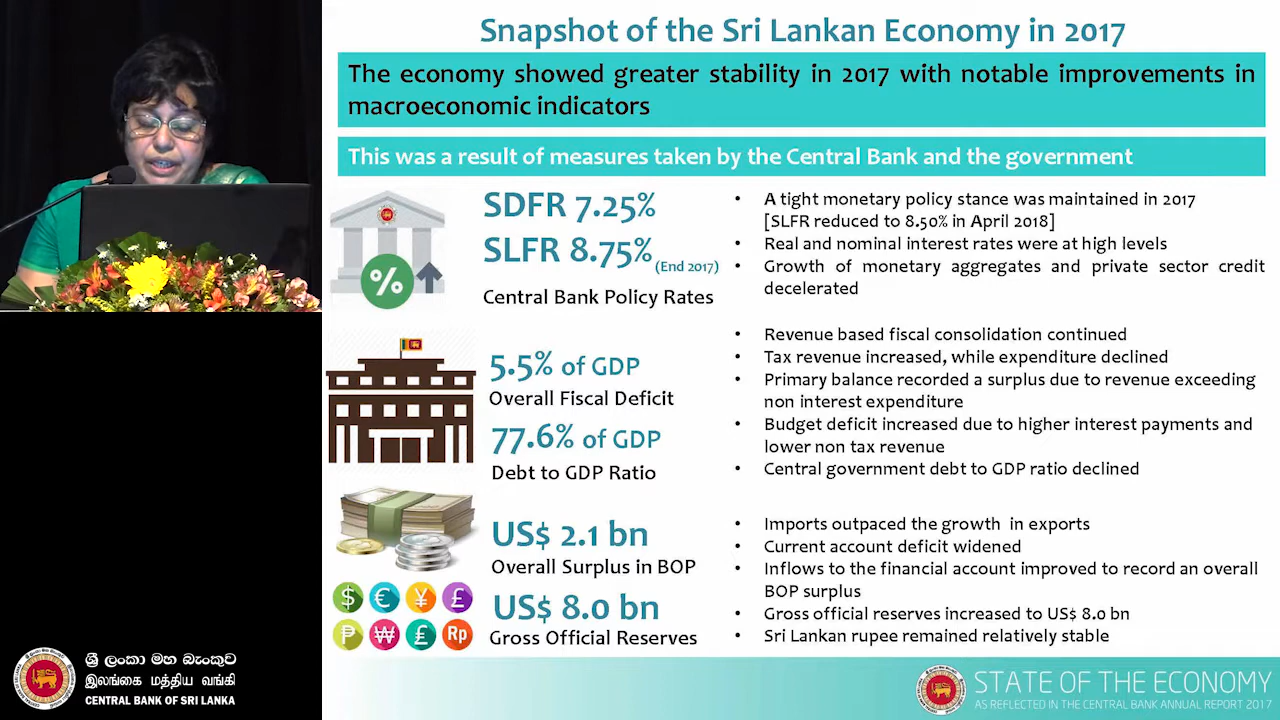 Snapshot of the Sri Lankan Economy in 2017
The economy showed greater stability in 2017 with notable improvements in
macroeconomic indicators
This was a result of measures taken by the Central Bank and the government
SDFR 7.25%
SLFR 8.75% (End 2017)
Central Bank Policy Rates
%
• A tight monetary policy stance was maintained in 2017
[SLFR reduced to 8.50% in April 2018]
• Real and nominal interest rates were at high levels
• Growth of monetary aggregates and private sector credit
decelerated
5.5% of GDP
Overall Fiscal Deficit
77.6% of GDP
Debt to GDP Ratio
• Revenue based fiscal consolidation continued
• Tax revenue increased, while expenditure declined
• Primary balance recorded a surplus due to revenue exceeding
non interest expenditure
• Budget deficit increased due to higher interest payments and
lower non tax revenue
• Central government debt to GDP ratio declined
US$ 2.1 bn
Overall Surplus in BOP
US$ 8.0 bn
Gross Official Reserves
$ € ¥ £
₱ ₩ £ Rp
• Imports outpaced the growth in exports
• Current account deficit widened
• Inflows to the financial account improved to record an overall
BOP surplus
• Gross official reserves increased to US$ 8.0 bn
• Sri Lankan rupee remained relatively stable
ශ්‍රී ලංකා මහ බැංකුව
இலங்கை மத்திய வங்கி
CENTRAL BANK OF SRI LANKA
STATE OF THE ECONOMY
AS REFLECTED IN THE CENTRAL BANK ANNUAL REPORT 2017